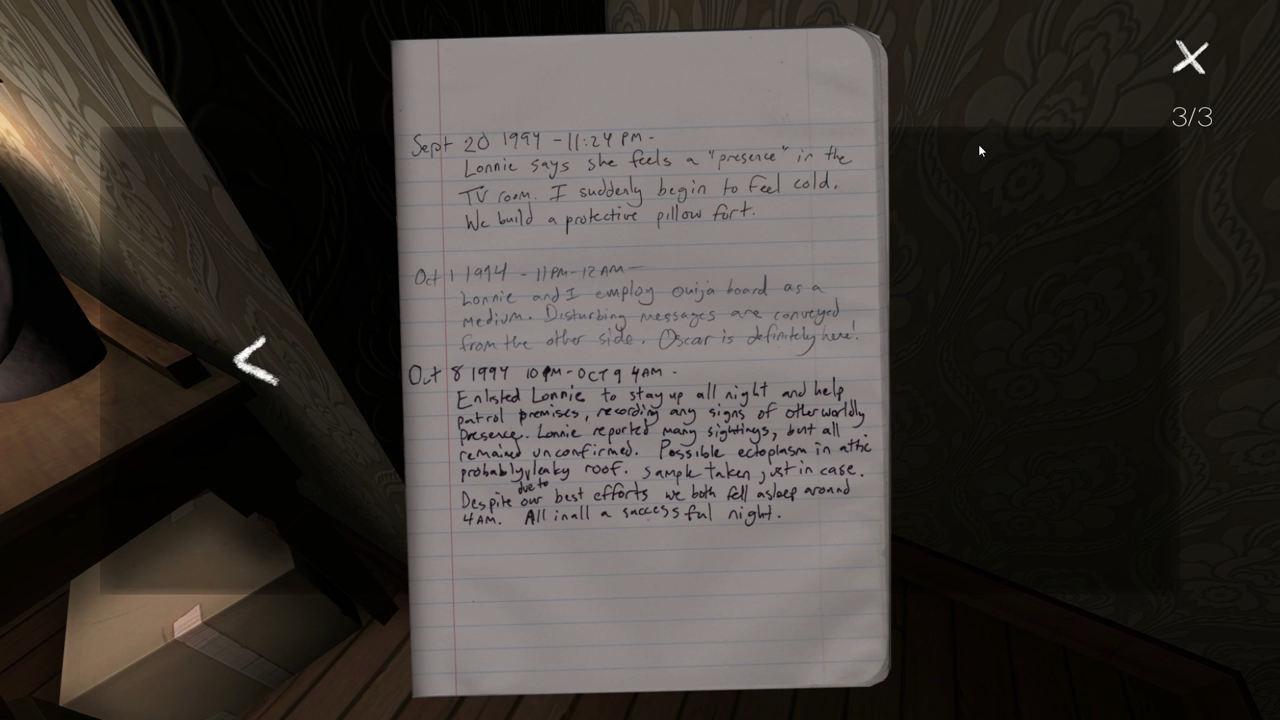 3/3
Sept 20 1994 - 11:24 PM -
Lonnie says she feels a "presence" in the
TV room. I suddenly begin to feel cold.
We build a protective pillow fort.
Oct 1 1994 - 11PM-12AM -
Lonnie and I employ ouija board as a
medium. Disturbing messages are conveyed
from the other side. Oscar is definitely here!
Oct 8 1994 10PM - OCT 9 4AM -
Enlisted Lonnie to stay up all night and help
patrol premises, recording any signs of otherworldly
presence. Lonnie reported many sightings, but all
remained unconfirmed. Possible ectoplasm in attic
probably leaky roof. Sample taken just in case.
due to
Despite our best efforts we both fell asleep around
4AM. All in all a successful night.